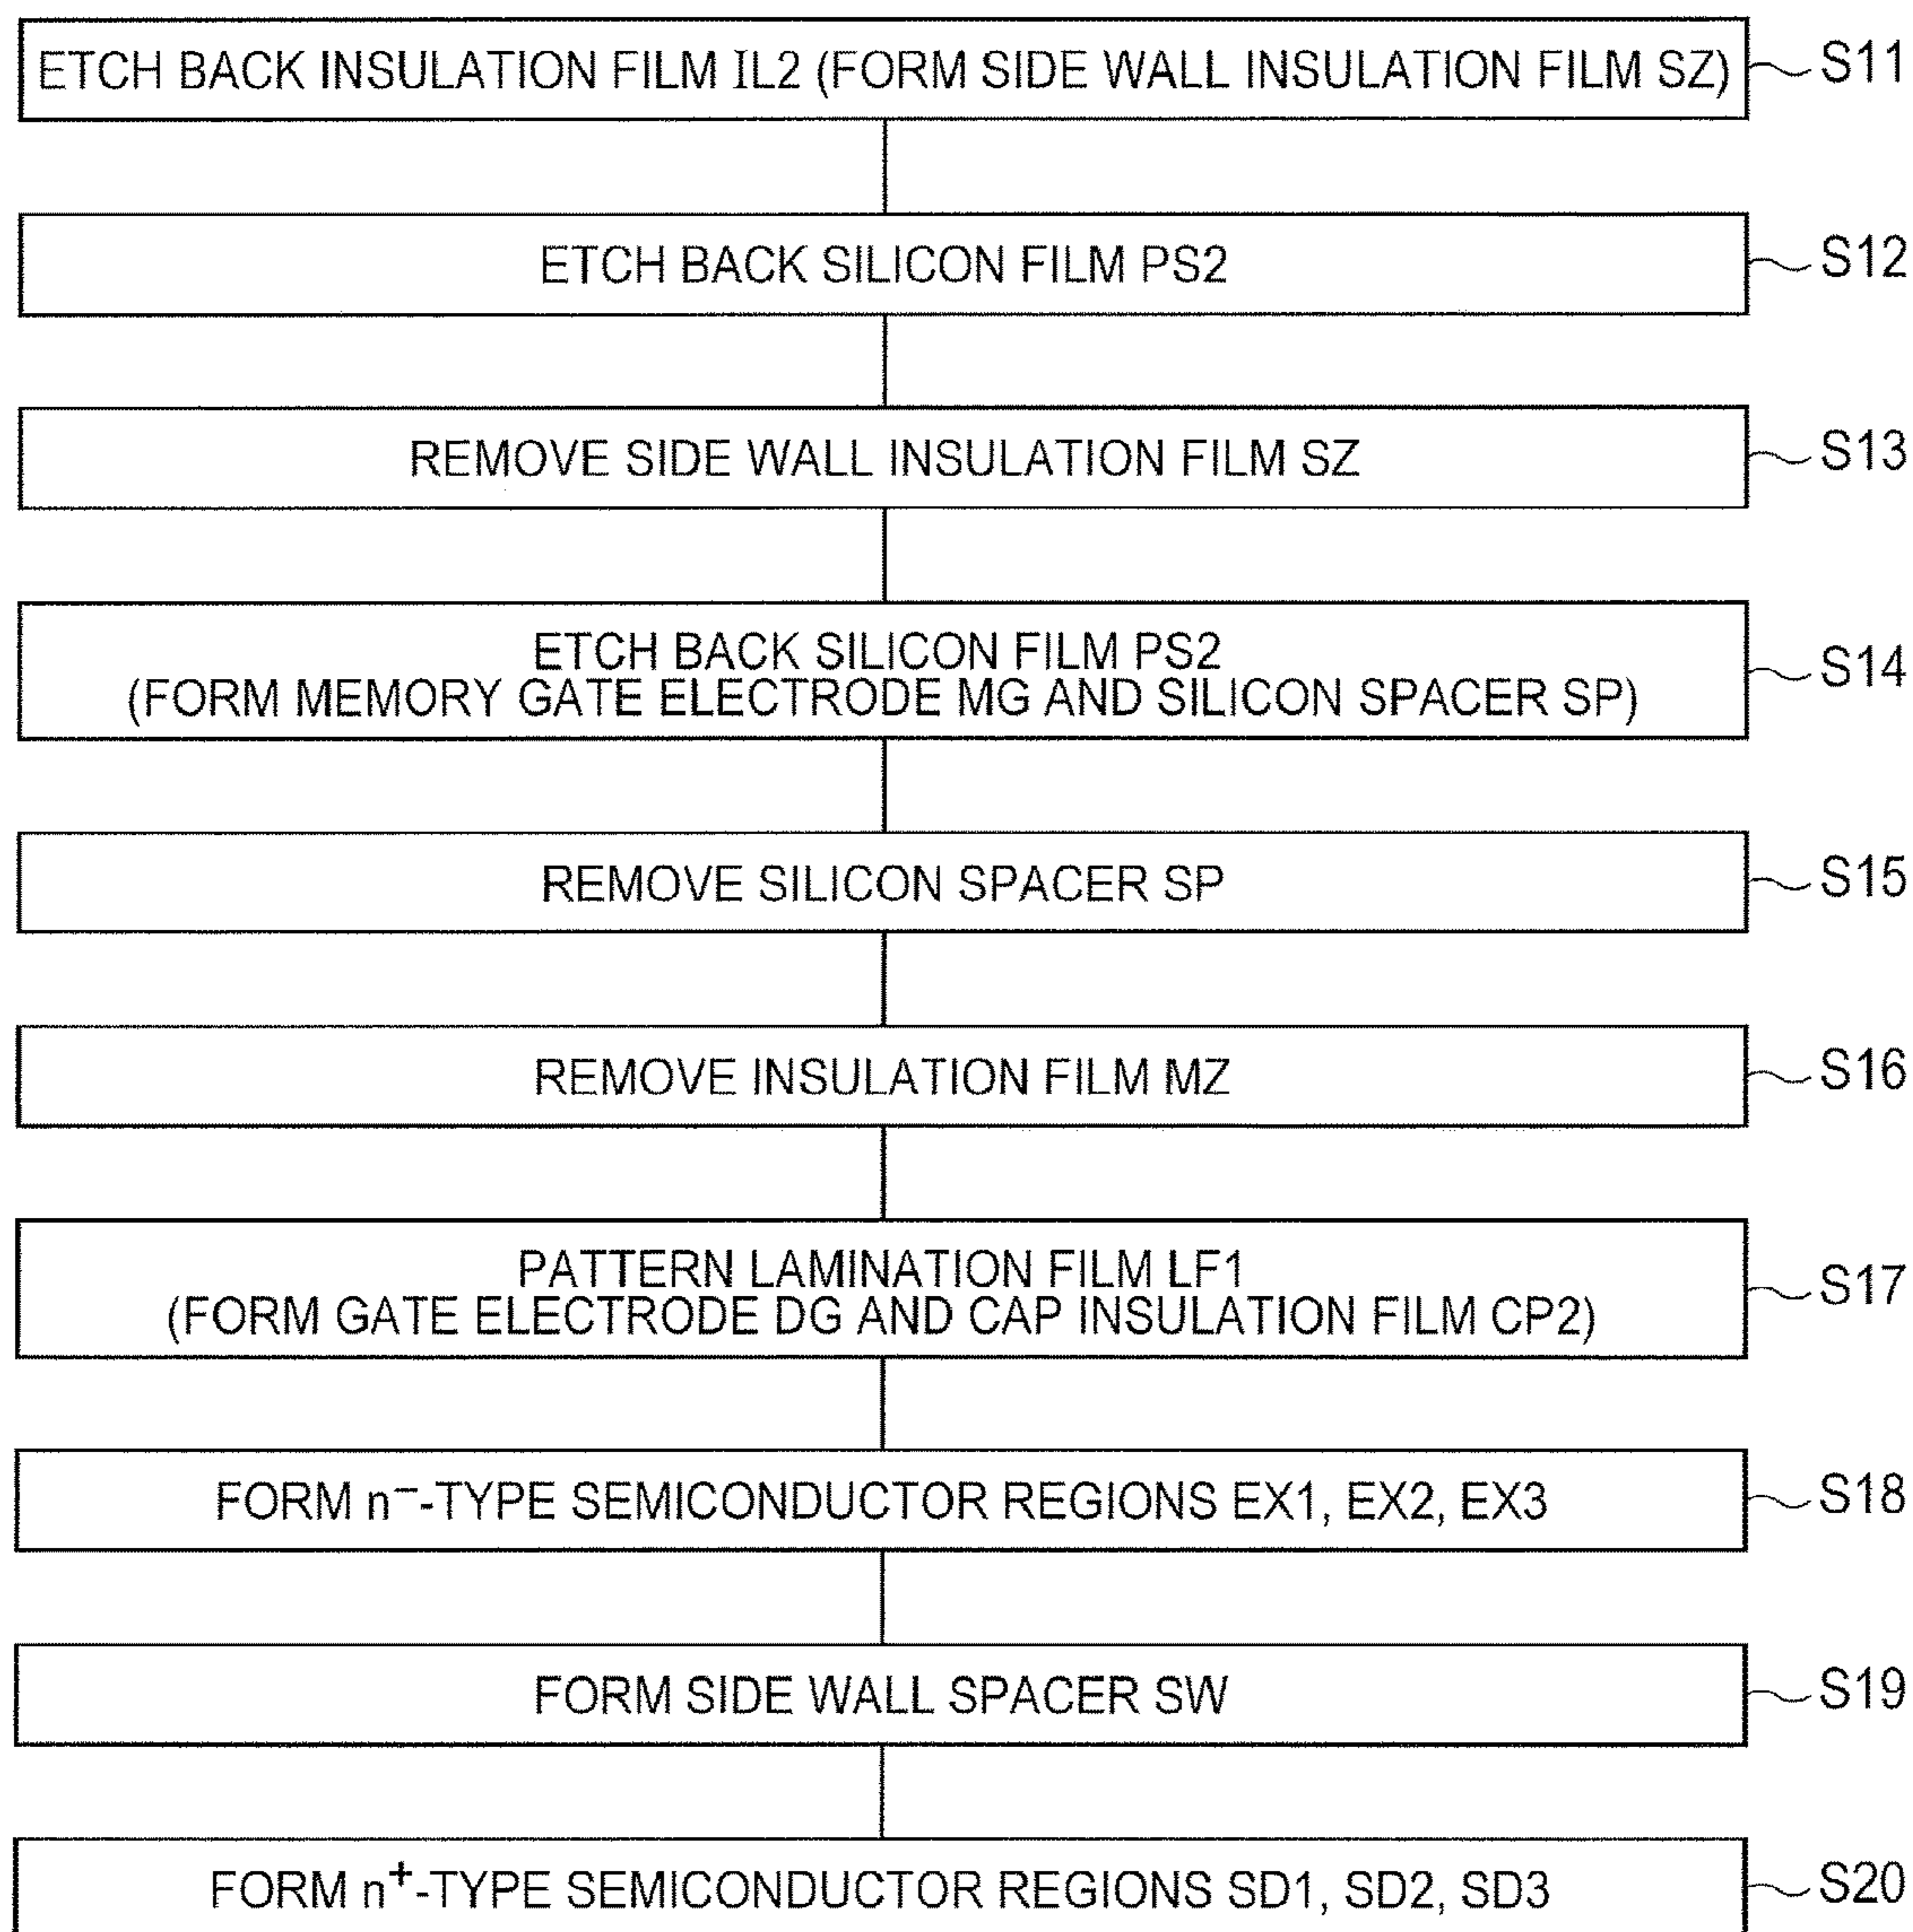 ETCH BACK INSULATION FILM IL2 (FORM SIDE WALL INSULATION FILM SZ) S11
ETCH BACK SILICON FILM PS2 S12
REMOVE SIDE WALL INSULATION FILM SZ S13
ETCH BACK SILICON FILM PS2
(FORM MEMORY GATE ELECTRODE MG AND SILICON SPACER SP) S14
REMOVE SILICON SPACER SP S15
REMOVE INSULATION FILM MZ S16
PATTERN LAMINATION FILM LF1
(FORM GATE ELECTRODE DG AND CAP INSULATION FILM CP2) S17
FORM n⁻-TYPE SEMICONDUCTOR REGIONS EX1, EX2, EX3 S18
FORM SIDE WALL SPACER SW S19
FORM n⁺-TYPE SEMICONDUCTOR REGIONS SD1, SD2, SD3 S20